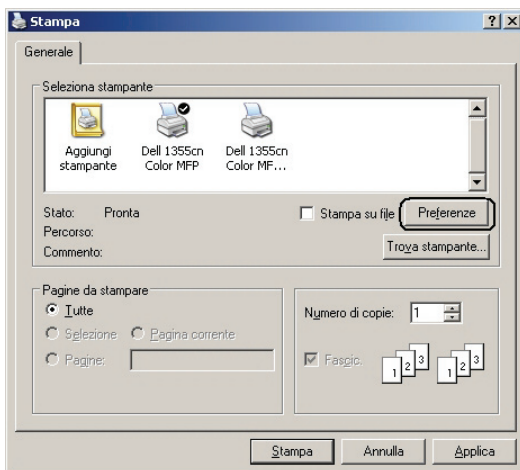 Stampa
Generale
Seleziona stampante
Aggiungi stampante
Dell 1355cn Color MFP
Dell 1355cn Color MF...
Stato: Pronta
Stampa su file
Preferenze
Percorso:
Commento:
Trova stampante...
Pagine da stampare
Tutte
Selezione
Pagina corrente
Pagine:
Numero di copie: 1
Fascic.
1 2 3
1 2 3
Stampa
Annulla
Applica